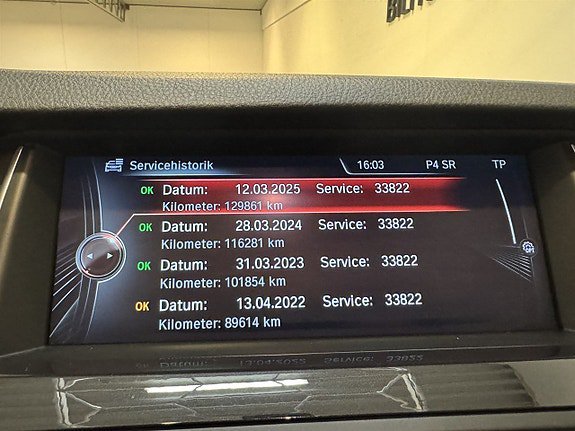 Servicehistorik 16:03 P4 SR TP
OK Datum: 12.03.2025 Service: 33822
Kilometer: 129861 km
OK Datum: 28.03.2024 Service: 33822
Kilometer: 116281 km
OK Datum: 31.03.2023 Service: 33822
Kilometer: 101854 km
OK Datum: 13.04.2022 Service: 33822
Kilometer: 89614 km